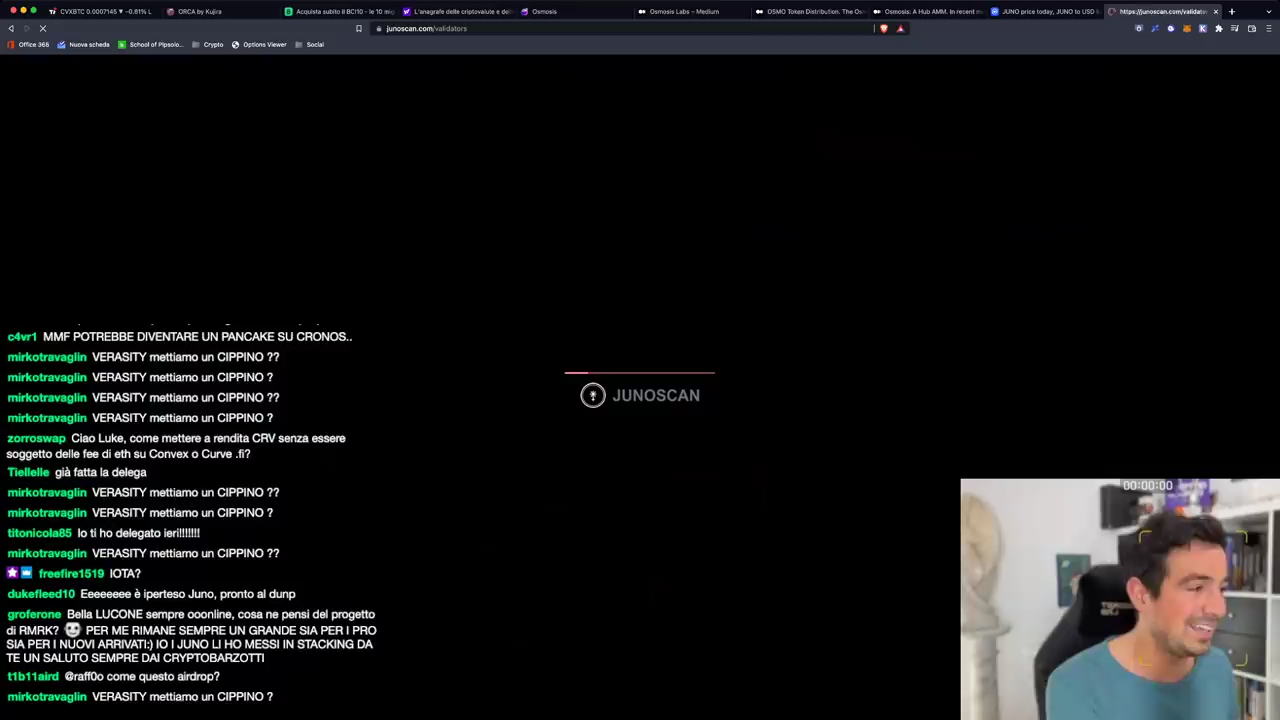 CVXBTC 0.0007145 ▼ −0.81% L
ORCA by Kujira
Acquista subito il BCI10 - le 10 mig
L'anagrafe delle criptovalute e del
Osmosis
Osmosis Labs – Medium
OSMO Token Distribution. The Os
Osmosis: A Hub AMM. In recent m
JUNO price today, JUNO to USD l
https://junoscan.com/validato
junoscan.com/validators
Office 365
Nuova scheda
School of Pipsolo...
Crypto
Options Viewer
Social
c4vr1 MMF POTREBBE DIVENTARE UN PANCAKE SU CRONOS..
mirkotravaglin VERASITY mettiamo un CIPPINO ??
mirkotravaglin VERASITY mettiamo un CIPPINO ?
mirkotravaglin VERASITY mettiamo un CIPPINO ??
mirkotravaglin VERASITY mettiamo un CIPPINO ?
zorroswap Ciao Luke, come mettere a rendita CRV senza essere
soggetto delle fee di eth su Convex o Curve .fi?
Tiellelle già fatta la delega
mirkotravaglin VERASITY mettiamo un CIPPINO ??
mirkotravaglin VERASITY mettiamo un CIPPINO ?
titonicola85 Io ti ho delegato ieri!!!!!!!
mirkotravaglin VERASITY mettiamo un CIPPINO ??
freefire1519 IOTA?
dukefleed10 Eeeeeeee è iperteso Juno, pronto al dunp
groferone Bella LUCONE sempre ooonline, cosa ne pensi del progetto
di RMRK? PER ME RIMANE SEMPRE UN GRANDE SIA PER I PRO
SIA PER I NUOVI ARRIVATI:) IO I JUNO LI HO MESSI IN STACKING DA
TE UN SALUTO SEMPRE DAI CRYPTOBARZOTTI
t1b11aird @raff0o come questo airdrop?
mirkotravaglin VERASITY mettiamo un CIPPINO ?
JUNOSCAN
00:00:00